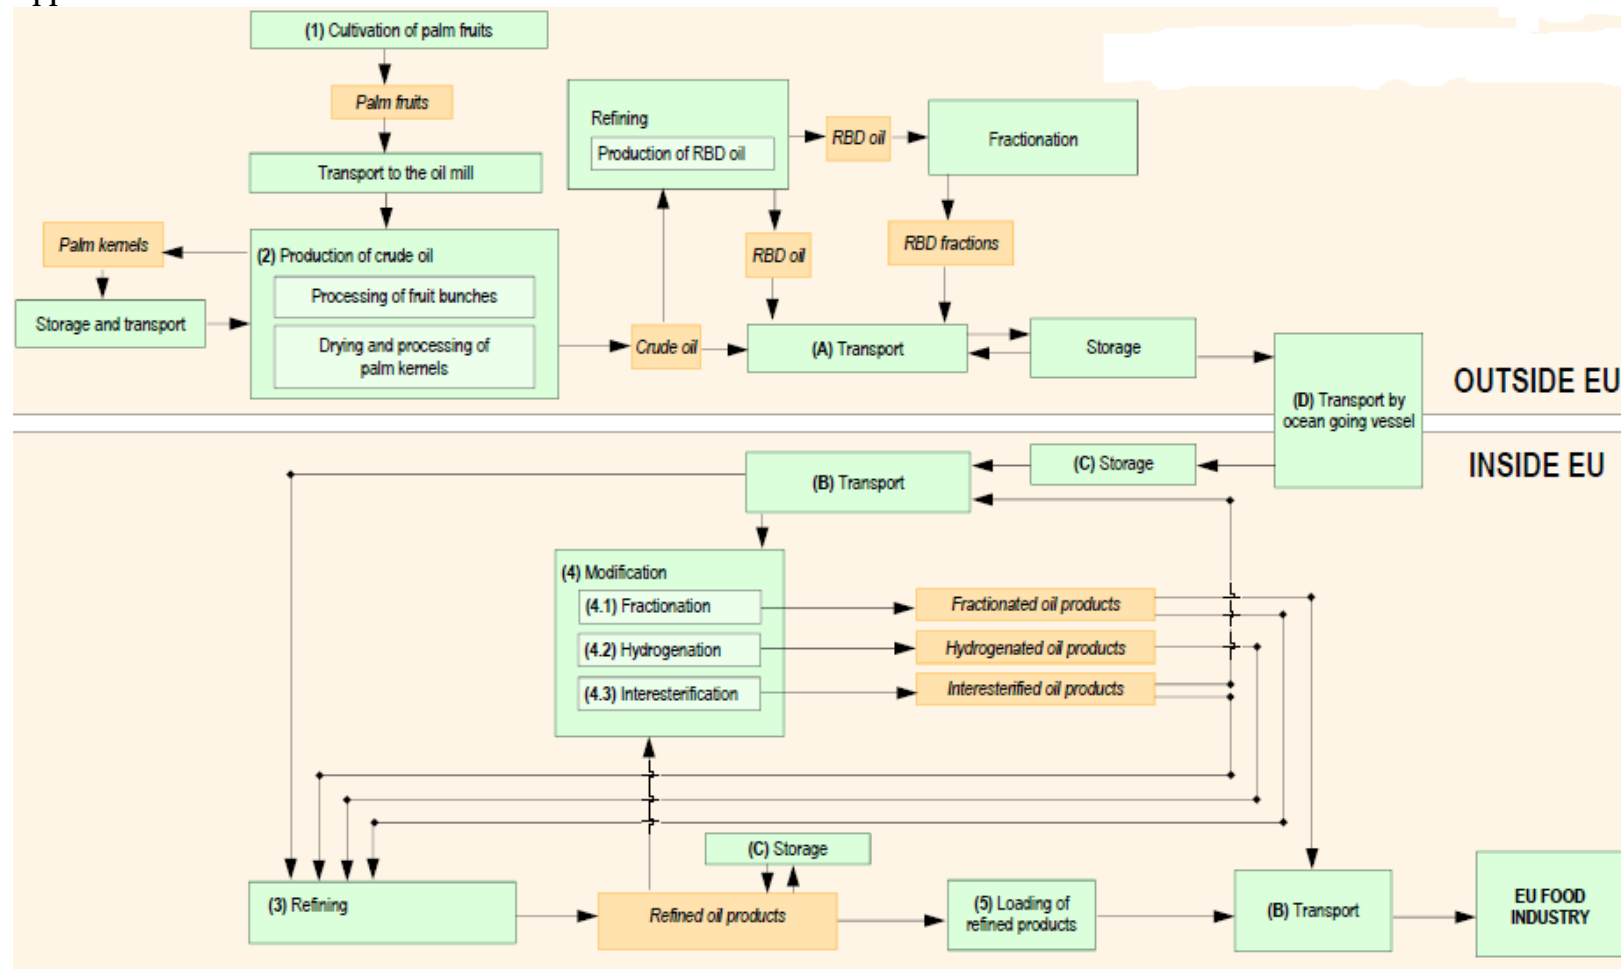 (1) Cultivation of palm fruits
Palm fruits
Transport to the oil mill
Palm kernels
Storage and transport
(2) Production of crude oil
Processing of fruit bunches
Drying and processing of
palm kernels
Crude oil
Refining
Production of RBD oil
RBD oil
Fractionation
RBD oil
RBD fractions
(A) Transport
Storage
(D) Transport by
ocean going vessel
OUTSIDE EU
INSIDE EU
(C) Storage
(B) Transport
(4) Modification
(4.1) Fractionation
(4.2) Hydrogenation
(4.3) Interesterification
Fractionated oil products
Hydrogenated oil products
Interesterified oil products
(C) Storage
(3) Refining
Refined oil products
(5) Loading of
refined products
(B) Transport
EU FOOD
INDUSTRY